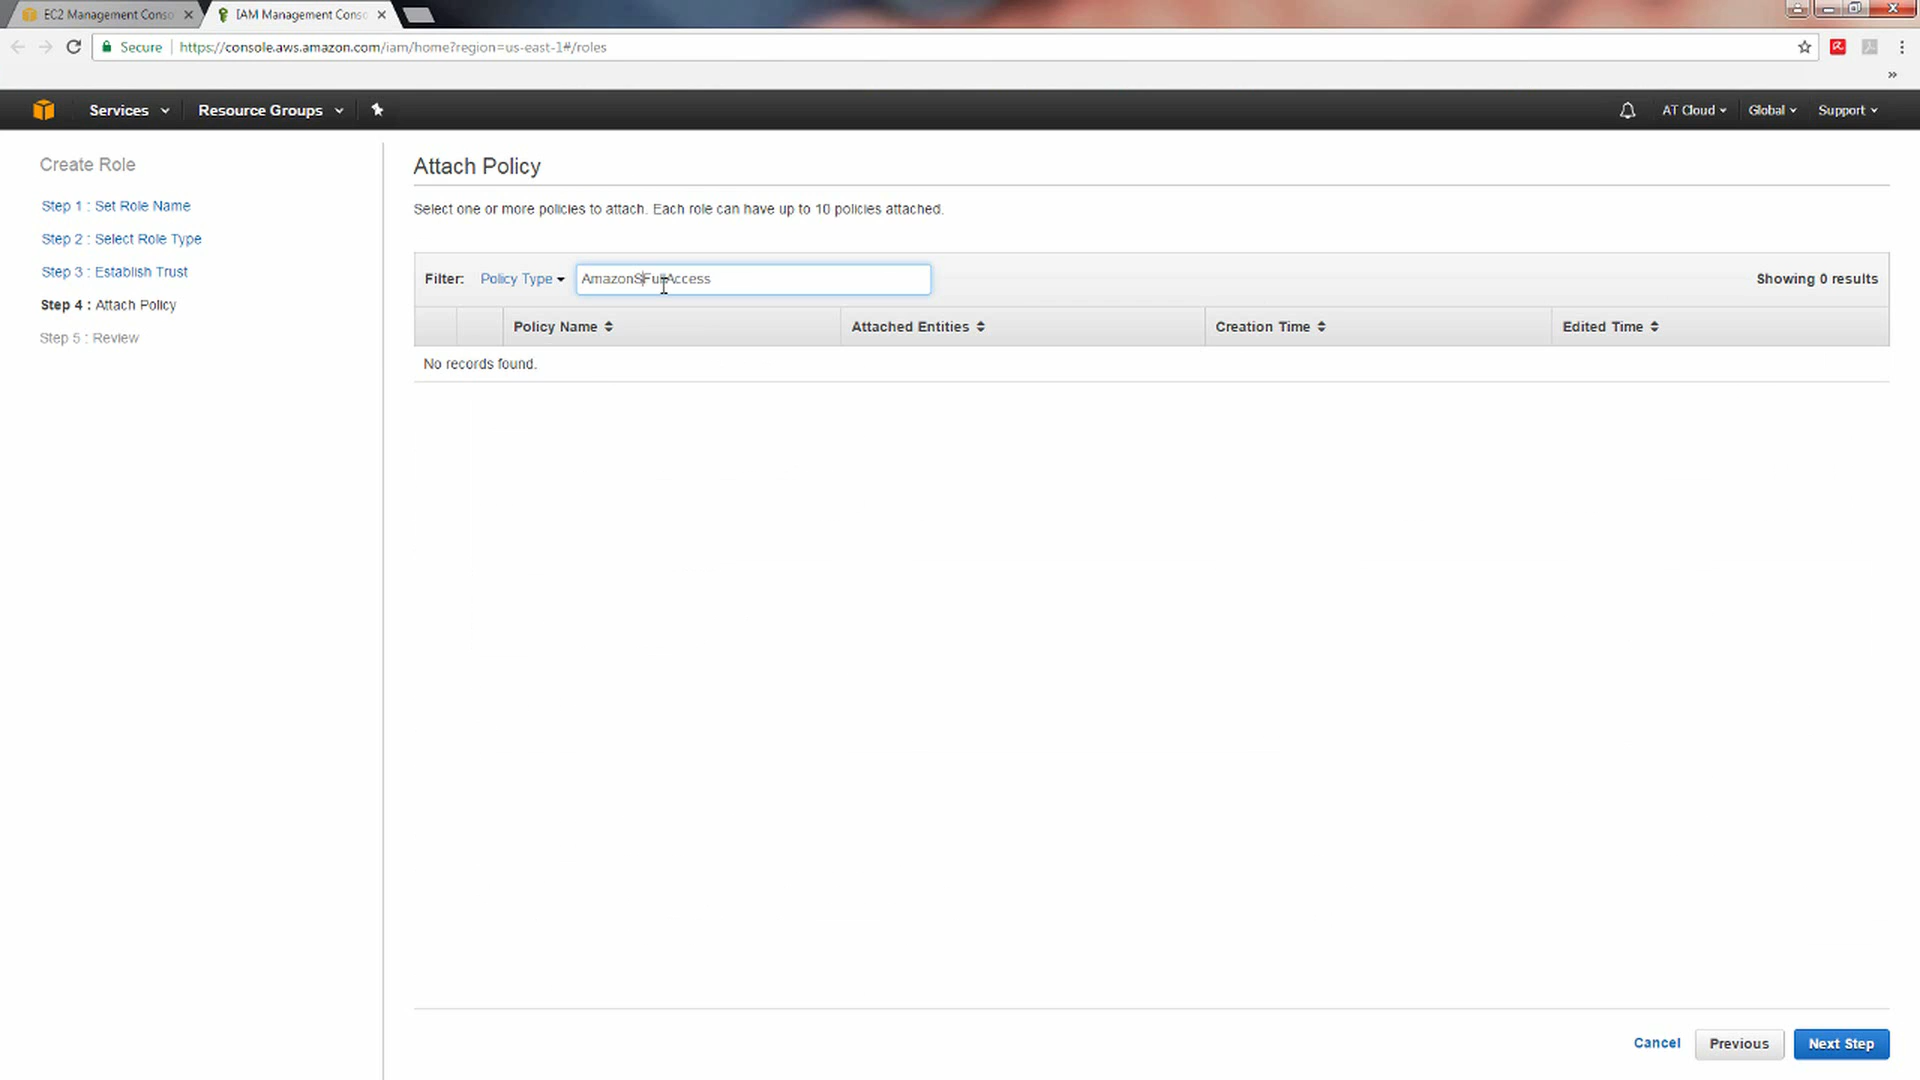 EC2 Management Conso
IAM Management Conso
Secure
https://console.aws.amazon.com/iam/home?region=us-east-1#/roles
»
Services
Resource Groups
AT Cloud
Global
Support
Create Role
Step 1 : Set Role Name
Step 2 : Select Role Type
Step 3 : Establish Trust
Step 4 : Attach Policy
Step 5 : Review
Attach Policy
Select one or more policies to attach. Each role can have up to 10 policies attached.
Filter: Policy Type AmazonSFullAccess Showing 0 results
Policy Name Attached Entities Creation Time Edited Time
No records found.
Cancel Previous Next Step